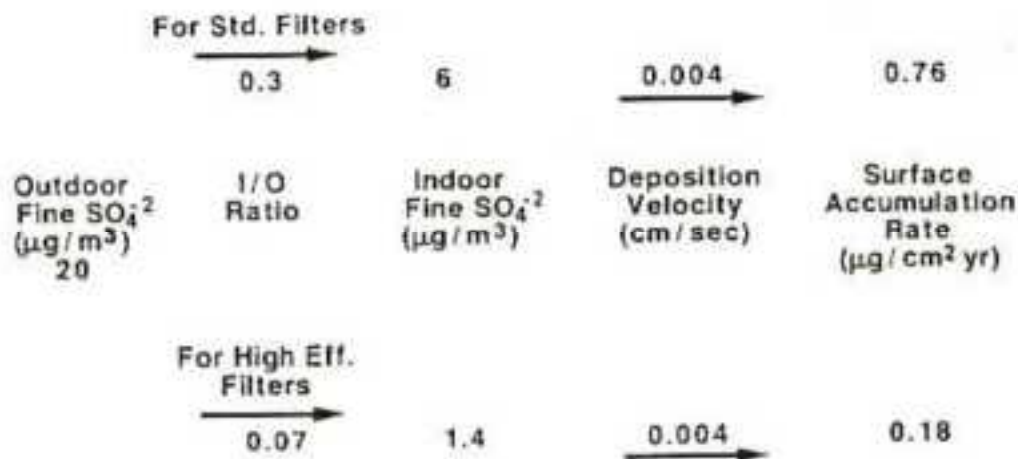 For Std. Filters
0.3 6 0.004 0.76
Outdoor
Fine SO₄⁻²
(µg/m³)
20
I/O
Ratio
Indoor
Fine SO₄⁻²
(µg/m³)
Deposition
Velocity
(cm/sec)
Surface
Accumulation
Rate
(µg/cm² yr)
For High Eff.
Filters
0.07 1.4 0.004 0.18